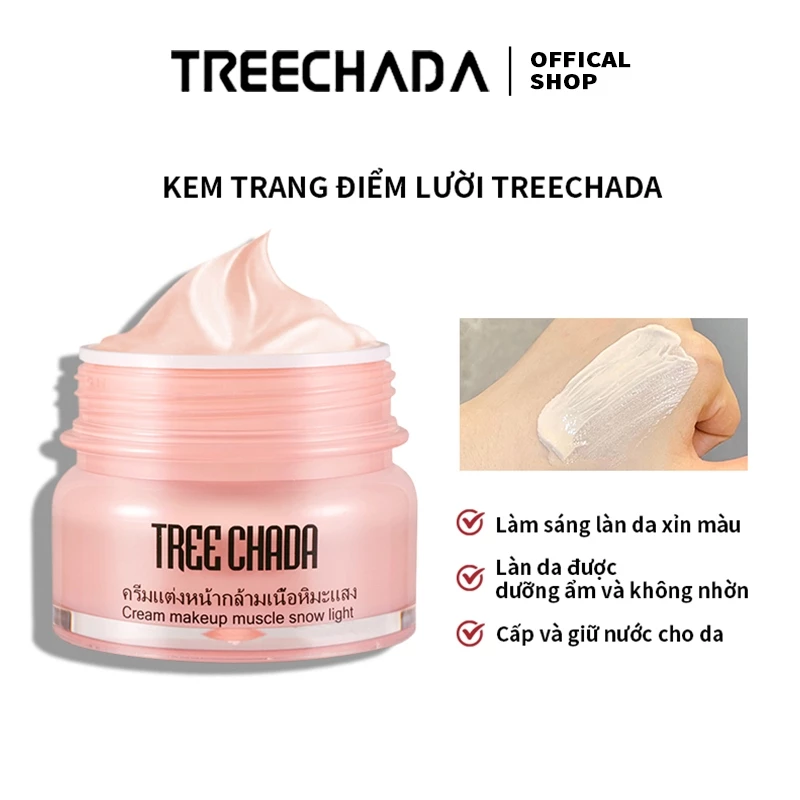 TREECHADA
OFFICAL
SHOP
KEM TRANG ĐIỂM LƯỜI TREECHADA
TREE CHADA
ครีมแต่งหน้ากล้ามเนื้อหิมะแสง
Cream makeup muscle snow light
Làm sáng làn da xỉn màu
Làn da được
dưỡng ẩm và không nhờn
Cấp và giữ nước cho da